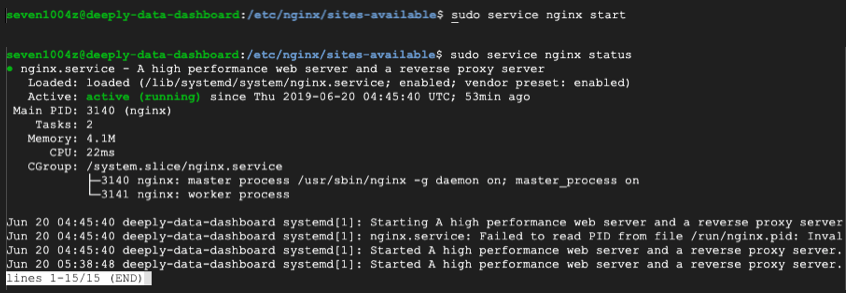 seven1004z@deeply-data-dashboard:/etc/nginx/sites-available$ sudo service nginx start
seven1004z@deeply-data-dashboard:/etc/nginx/sites-available$ sudo service nginx status
● nginx.service - A high performance web server and a reverse proxy server
Loaded: loaded (/lib/systemd/system/nginx.service; enabled; vendor preset: enabled)
Active: active (running) since Thu 2019-06-20 04:45:40 UTC; 53min ago
Main PID: 3140 (nginx)
Tasks: 2
Memory: 4.1M
CPU: 22ms
CGroup: /system.slice/nginx.service
├─3140 nginx: master process /usr/sbin/nginx -g daemon on; master_process on
└─3141 nginx: worker process
Jun 20 04:45:40 deeply-data-dashboard systemd[1]: Starting A high performance web server and a reverse proxy server
Jun 20 04:45:40 deeply-data-dashboard systemd[1]: nginx.service: Failed to read PID from file /run/nginx.pid: Inval
Jun 20 04:45:40 deeply-data-dashboard systemd[1]: Started A high performance web server and a reverse proxy server.
Jun 20 05:38:48 deeply-data-dashboard systemd[1]: Started A high performance web server and a reverse proxy server.
lines 1-15/15 (END)